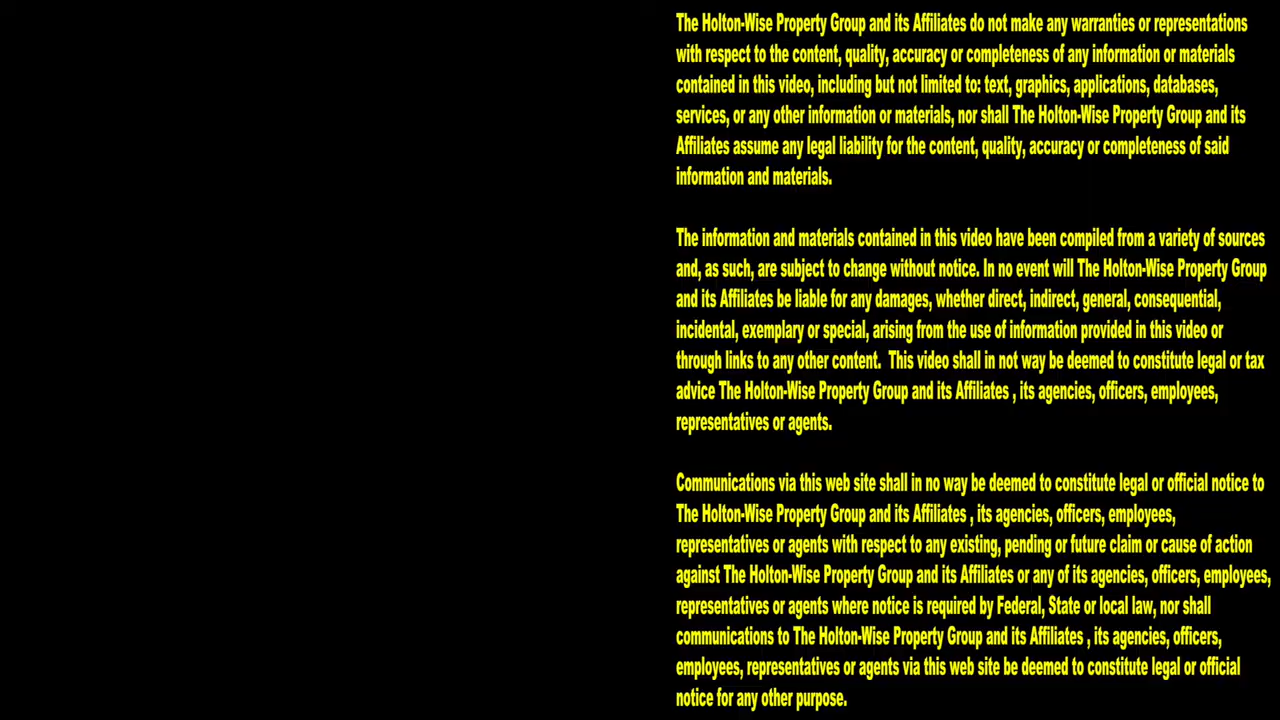 The Holton-Wise Property Group and its Affiliates do not make any warranties or representations
with respect to the content, quality, accuracy or completeness of any information or materials
contained in this video, including but not limited to: text, graphics, applications, databases,
services, or any other information or materials, nor shall The Holton-Wise Property Group and its
Affiliates assume any legal liability for the content, quality, accuracy or completeness of said
information and materials.
The information and materials contained in this video have been compiled from a variety of sources
and, as such, are subject to change without notice. In no event will The Holton-Wise Property Group
and its Affiliates be liable for any damages, whether direct, indirect, general, consequential,
incidental, exemplary or special, arising from the use of information provided in this video or
through links to any other content.  This video shall in not way be deemed to constitute legal or tax
advice The Holton-Wise Property Group and its Affiliates , its agencies, officers, employees,
representatives or agents.
Communications via this web site shall in no way be deemed to constitute legal or official notice to
The Holton-Wise Property Group and its Affiliates , its agencies, officers, employees,
representatives or agents with respect to any existing, pending or future claim or cause of action
against The Holton-Wise Property Group and its Affiliates or any of its agencies, officers, employees,
representatives or agents where notice is required by Federal, State or local law, nor shall
communications to The Holton-Wise Property Group and its Affiliates , its agencies, officers,
employees, representatives or agents via this web site be deemed to constitute legal or official
notice for any other purpose.